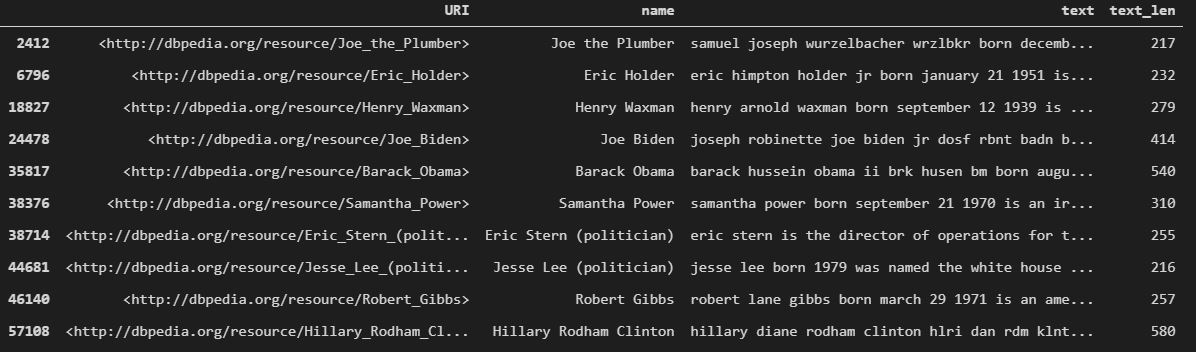 URI name text text_len
2412 <http://dbpedia.org/resource/Joe_the_Plumber> Joe the Plumber samuel joseph wurzelbacher wrzlbkr born decemb... 217
6796 <http://dbpedia.org/resource/Eric_Holder> Eric Holder eric himpton holder jr born january 21 1951 is... 232
18827 <http://dbpedia.org/resource/Henry_Waxman> Henry Waxman henry arnold waxman born september 12 1939 is ... 279
24478 <http://dbpedia.org/resource/Joe_Biden> Joe Biden joseph robinette joe biden jr dosf rbnt badn b... 414
35817 <http://dbpedia.org/resource/Barack_Obama> Barack Obama barack hussein obama ii brk husen bm born augu... 540
38376 <http://dbpedia.org/resource/Samantha_Power> Samantha Power samantha power born september 21 1970 is an ir... 310
38714 <http://dbpedia.org/resource/Eric_Stern_(polit... Eric Stern (politician) eric stern is the director of operations for t... 255
44681 <http://dbpedia.org/resource/Jesse_Lee_(politi... Jesse Lee (politician) jesse lee born 1979 was named the white house ... 216
46140 <http://dbpedia.org/resource/Robert_Gibbs> Robert Gibbs robert lane gibbs born march 29 1971 is an ame... 257
57108 <http://dbpedia.org/resource/Hillary_Rodham_Cl... Hillary Rodham Clinton hillary diane rodham clinton hlri dan rdm klnt... 580